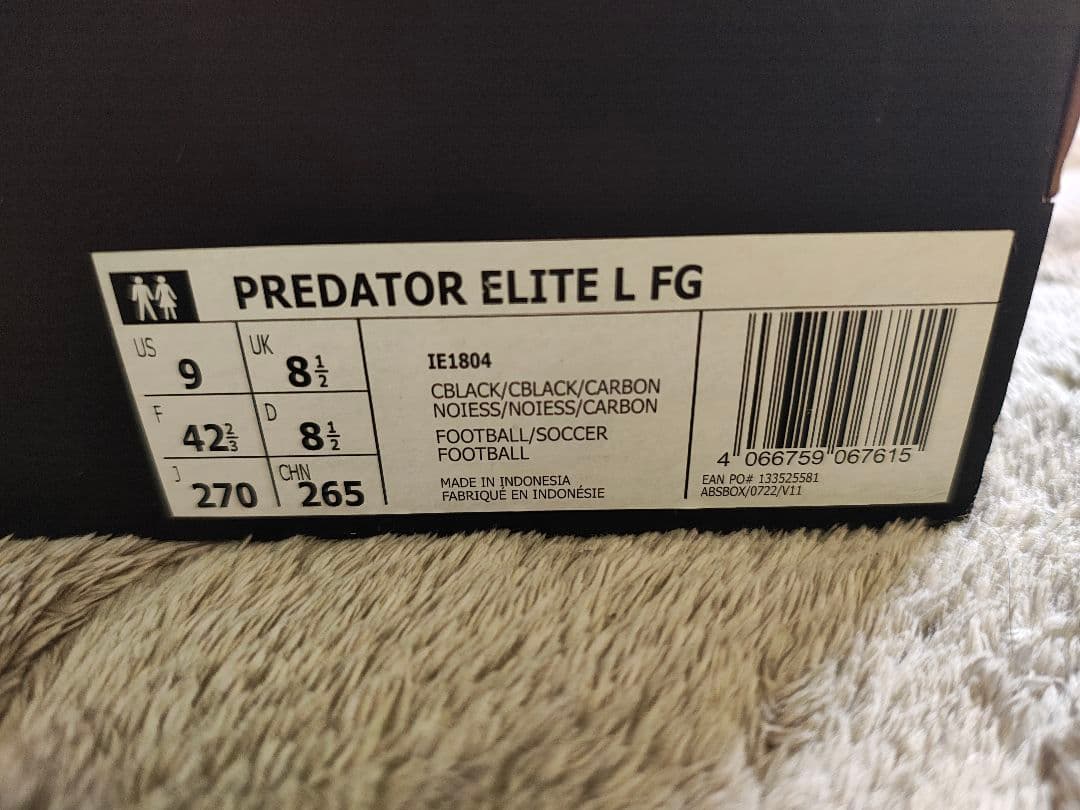 PREDATOR ELITE L FG
US 9 UK 8½
F 42⅔ D 8½
J 270 CHN 265
IE1804
CBLACK/CBLACK/CARBON
NOIESS/NOIESS/CARBON
FOOTBALL/SOCCER
FOOTBALL
MADE IN INDONESIA
FABRIQUÉ EN INDONÉSIE
4 066759 067615
EAN PO# 133525581
ABSBOX/0722/V11